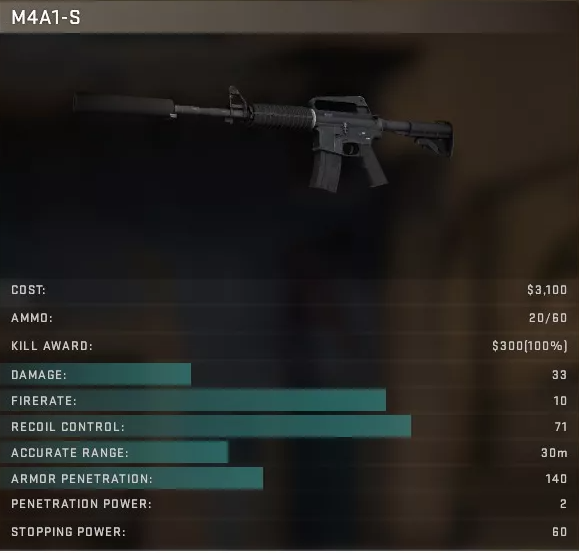 M4A1-S
COST: $3,100
AMMO: 20/60
KILL AWARD: $300(100%)
DAMAGE: 33
FIRERATE: 10
RECOIL CONTROL: 71
ACCURATE RANGE: 30m
ARMOR PENETRATION: 140
PENETRATION POWER: 2
STOPPING POWER: 60